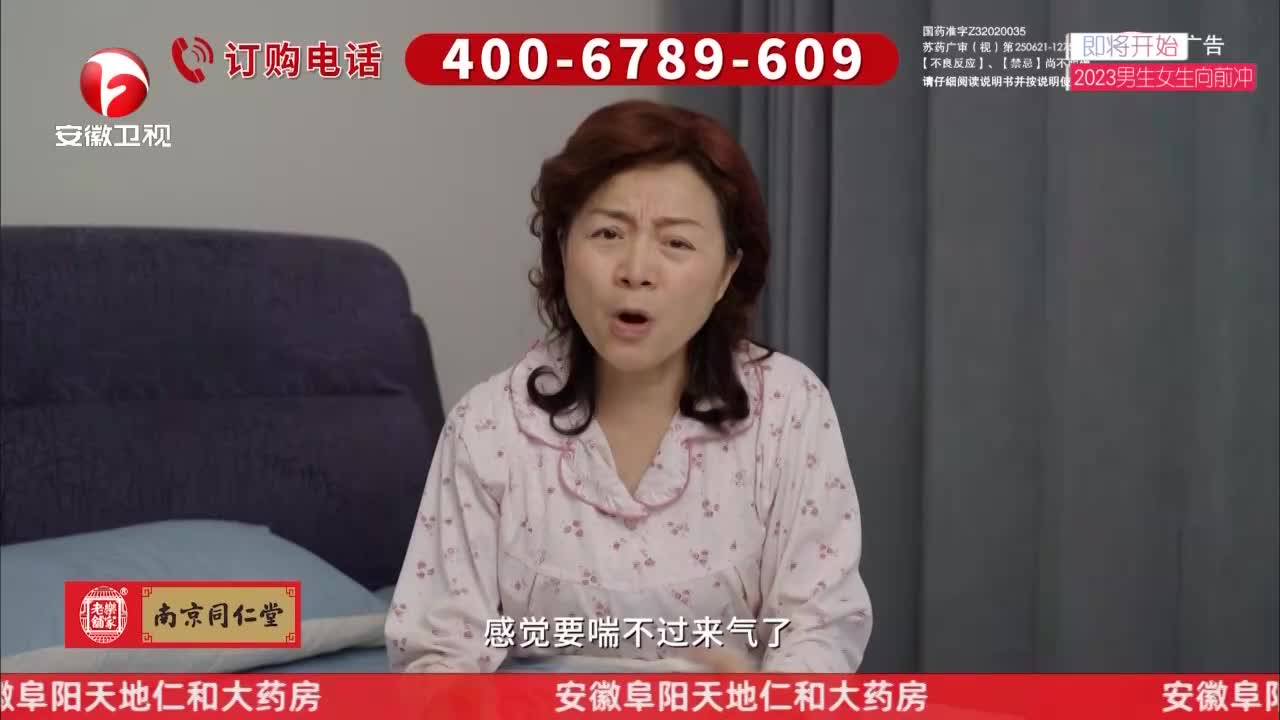 安徽卫视
订购电话 400-6789-609
国药准字Z32020035
苏药广审（视）第250621-127
【不良反应】、【禁忌】尚不明确
请仔细阅读说明书并按说明使
广告
即将开始
2023男生女生向前冲
老铺
樂家
南京同仁堂
感觉要喘不过来气了
徽阜阳天地仁和大药房 安徽阜阳天地仁和大药房 安徽阜阳